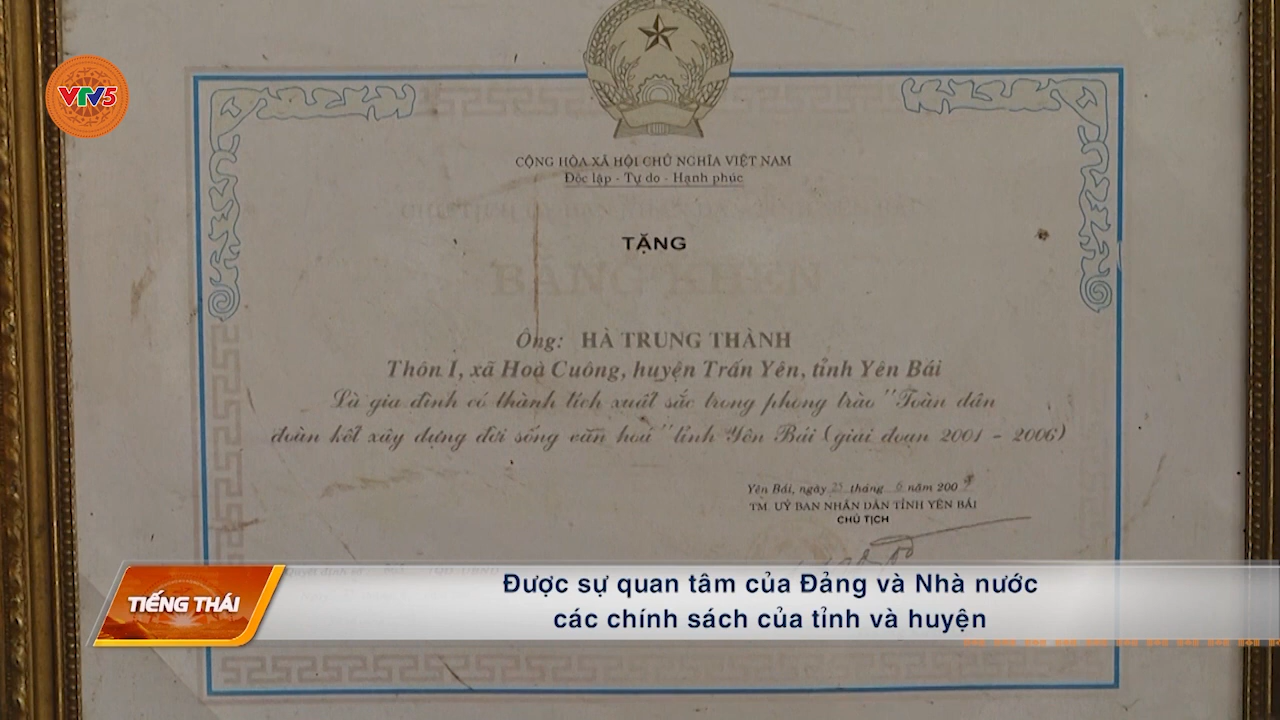 VTV5
CỘNG HÒA XÃ HỘI CHỦ NGHĨA VIỆT NAM
Độc lập - Tự do - Hạnh phúc
TẶNG
BẰNG KHEN
Ông: HÀ TRUNG THÀNH
Thôn 1, xã Hoà Cuông, huyện Trấn Yên, tỉnh Yên Bái
Là gia đình có thành tích xuất sắc trong phong trào "Toàn dân
đoàn kết xây dựng đời sống văn hoá" tỉnh Yên Bái (giai đoạn 2001 - 2006)
Yên Bái, ngày 25 tháng 6 năm 200
TM. UỶ BAN NHÂN DÂN TỈNH YÊN BÁI
CHỦ TỊCH
TIẾNG THÁI
Được sự quan tâm của Đảng và Nhà nước
các chính sách của tỉnh và huyện